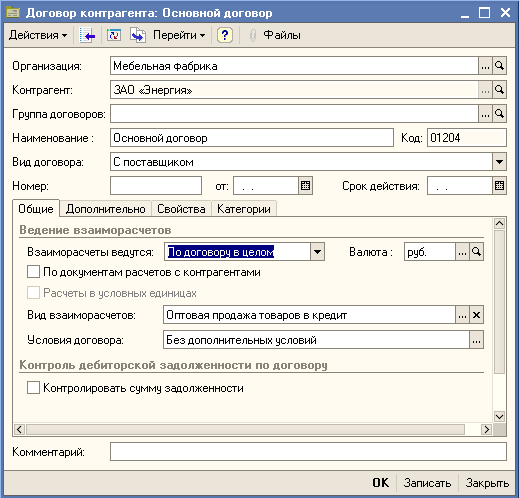 Договор контрагента: Основной договор
Действия Перейти ? Файлы
Организация: Мебельная фабрика ...
Контрагент: ЗАО «Энергия» ...
Группа договоров: ...
Наименование : Основной договор Код: 01204
Вид договора: С поставщиком
Номер: от: . . Срок действия: . .
Общие Дополнительно Свойства Категории
Ведение взаиморасчетов
Взаиморасчеты ведутся: По договору в целом Валюта : руб. ...
По документам расчетов с контрагентами
Расчеты в условных единицах
Вид взаиморасчетов: Оптовая продажа товаров в кредит ...
Условия договора: Без дополнительных условий ...
Контроль дебиторской задолженности по договору
Контролировать сумму задолженности
Комментарий:
OK Записать Закрыть